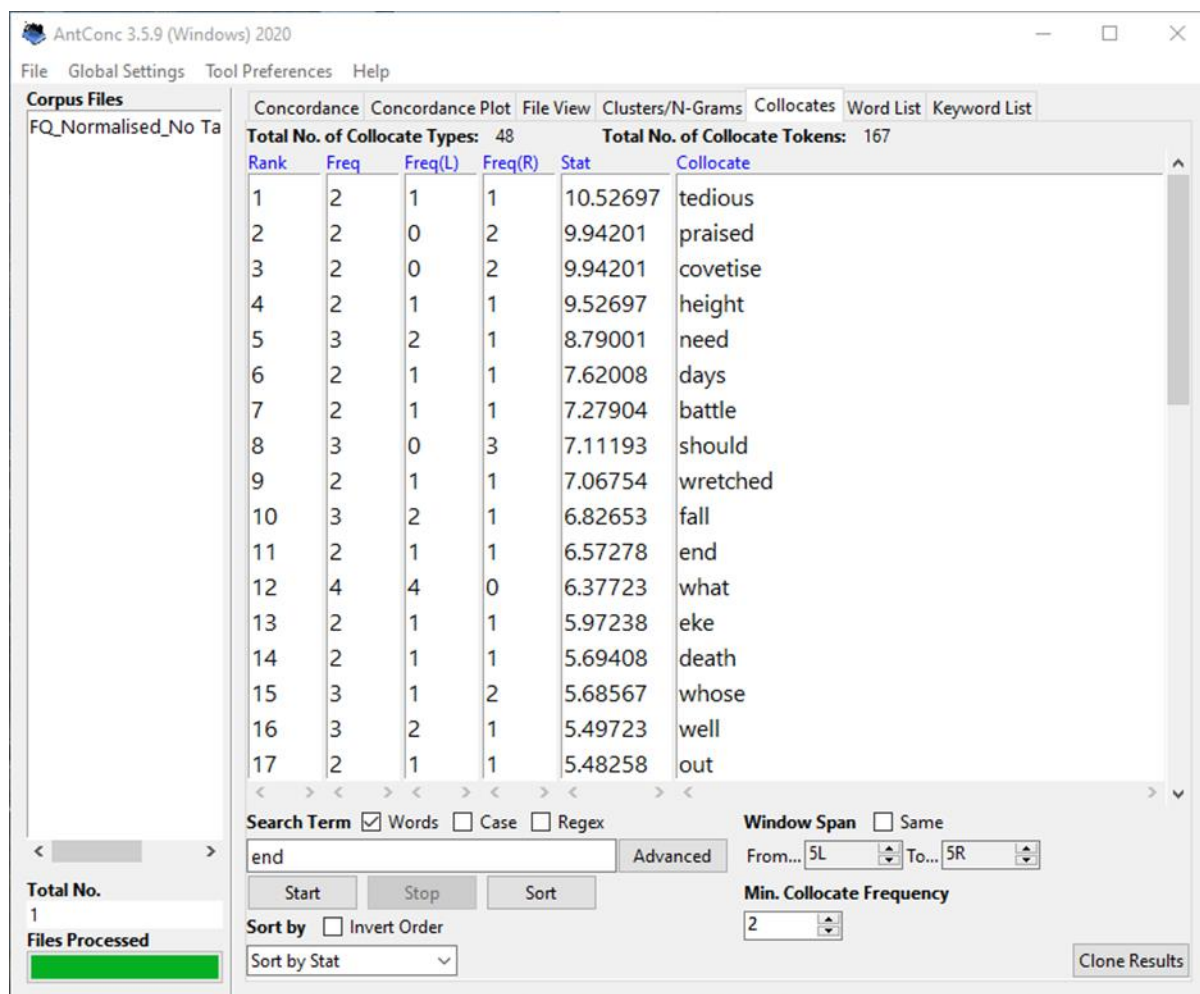 AntConc 3.5.9 (Windows) 2020
File Global Settings Tool Preferences Help
Corpus Files
FQ_Normalised_No Ta
Concordance Concordance Plot File View Clusters/N-Grams Collocates Word List Keyword List
Total No. of Collocate Types: 48 Total No. of Collocate Tokens: 167
Rank Freq Freq(L) Freq(R) Stat Collocate
1 2 1 1 10.52697 tedious
2 2 0 2 9.94201 praised
3 2 0 2 9.94201 covetise
4 2 1 1 9.52697 height
5 3 2 1 8.79001 need
6 2 1 1 7.62008 days
7 2 1 1 7.27904 battle
8 3 0 3 7.11193 should
9 2 1 1 7.06754 wretched
10 3 2 1 6.82653 fall
11 2 1 1 6.57278 end
12 4 4 0 6.37723 what
13 2 1 1 5.97238 eke
14 2 1 1 5.69408 death
15 3 1 2 5.68567 whose
16 3 2 1 5.49723 well
17 2 1 1 5.48258 out
Search Term Words Case Regex Window Span Same
end Advanced From... 5L To... 5R
Start Stop Sort Min. Collocate Frequency
Sort by Invert Order 2
Sort by Stat Clone Results
Total No.
1
Files Processed